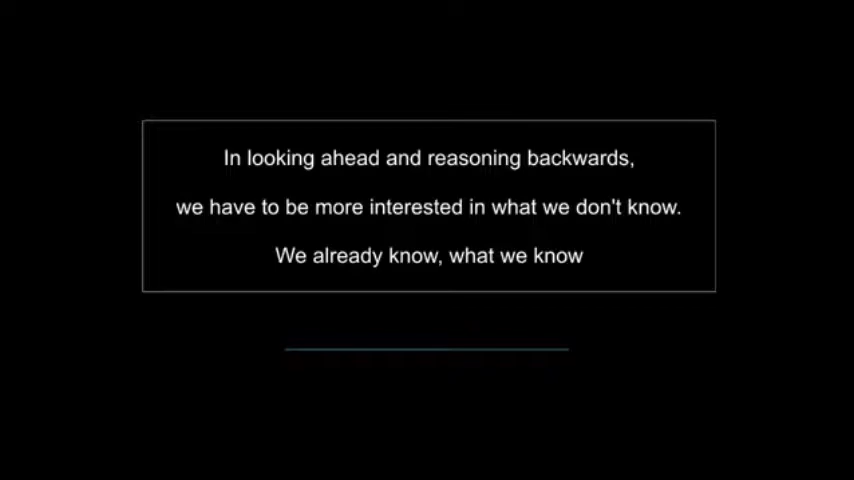 In looking ahead and reasoning backwards,
we have to be more interested in what we don't know.
We already know, what we know